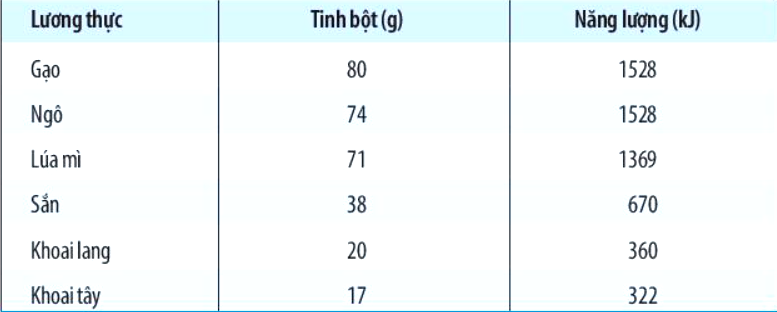 Lương thực Tinh bột (g) Năng lượng (kJ)
Gạo 80 1528
Ngô 74 1528
Lúa mì 71 1369
Sắn 38 670
Khoai lang 20 360
Khoai tây 17 322